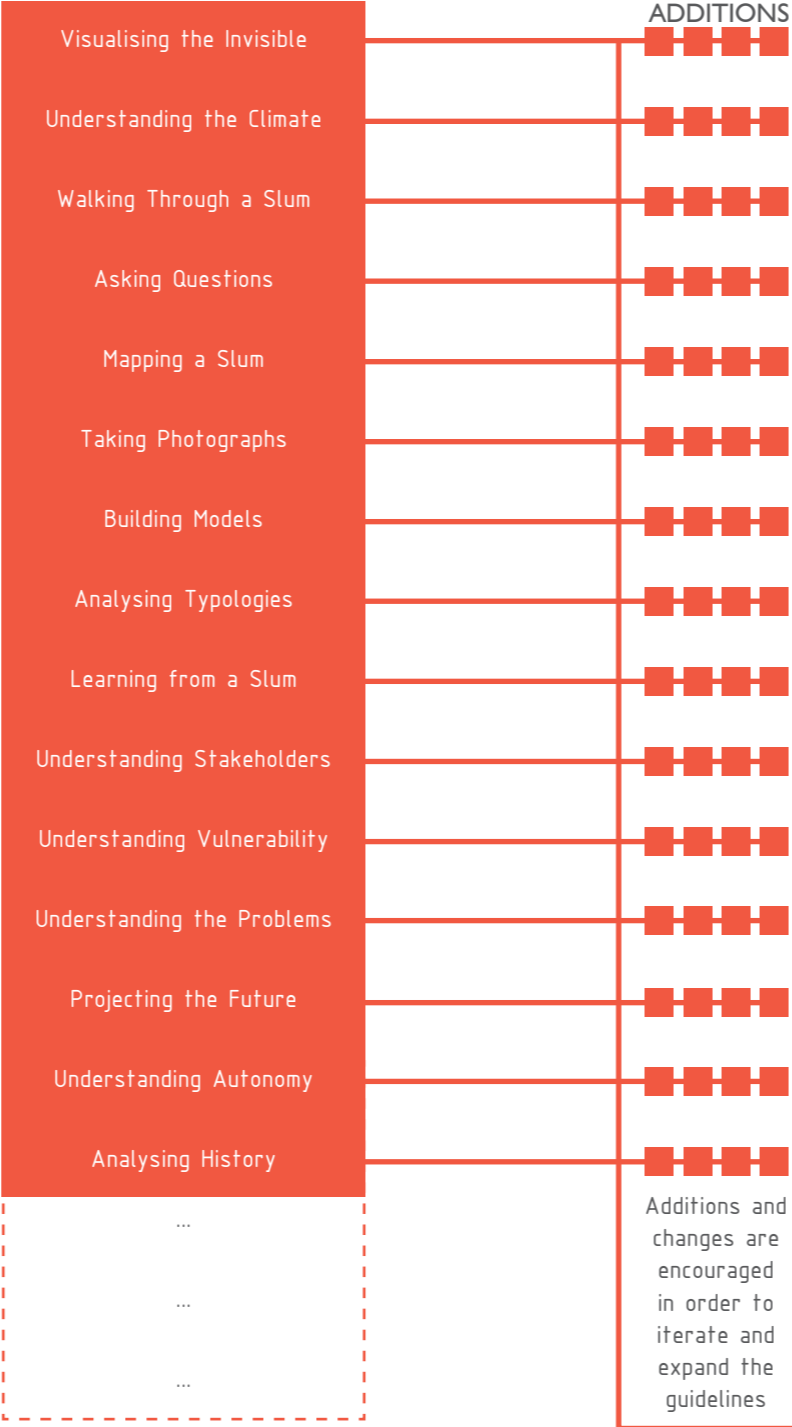 ADDITIONS
Visualising the Invisible
Understanding the Climate
Walking Through a Slum
Asking Questions
Mapping a Slum
Taking Photographs
Building Models
Analysing Typologies
Learning from a Slum
Understanding Stakeholders
Understanding Vulnerability
Understanding the Problems
Projecting the Future
Understanding Autonomy
Analysing History
...
...
...
Additions and
changes are
encouraged
in order to
iterate and
expand the
guidelines